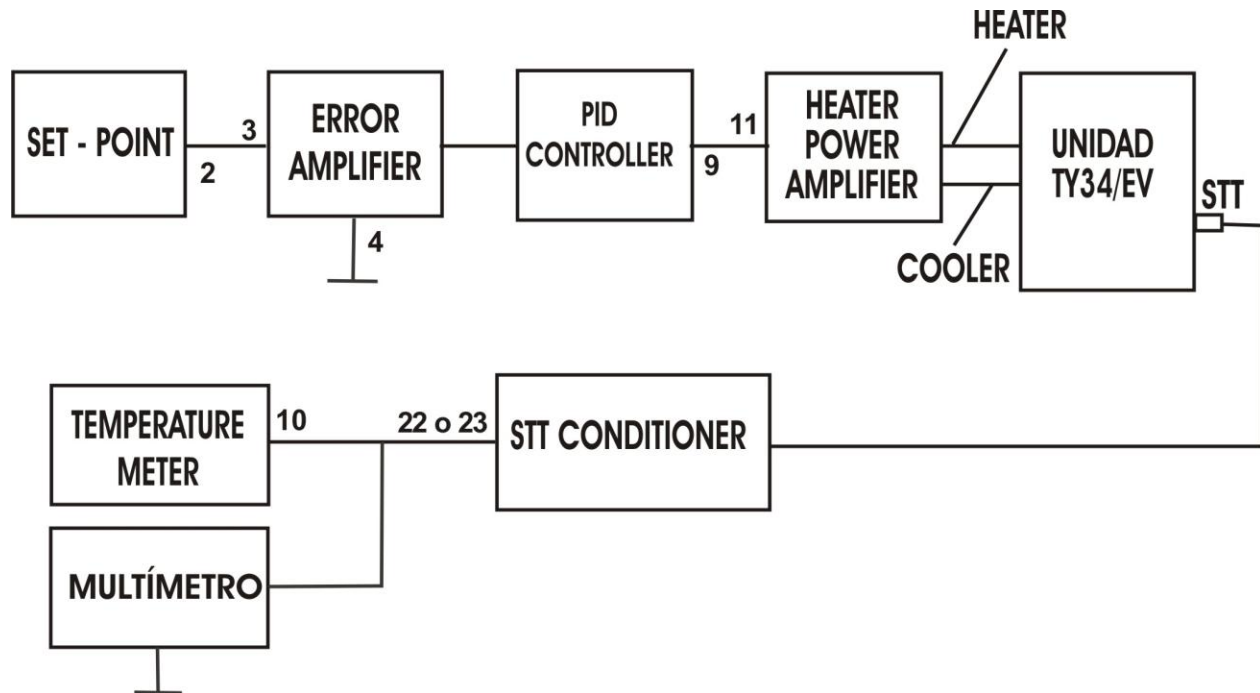 HEATER
SET - POINT
2
3
ERROR
AMPLIFIER
4
PID
CONTROLLER
9
11
HEATER
POWER
AMPLIFIER
COOLER
UNIDAD
TY34/EV
STT
TEMPERATURE
METER
10
22 o 23
STT CONDITIONER
MULTÍMETRO